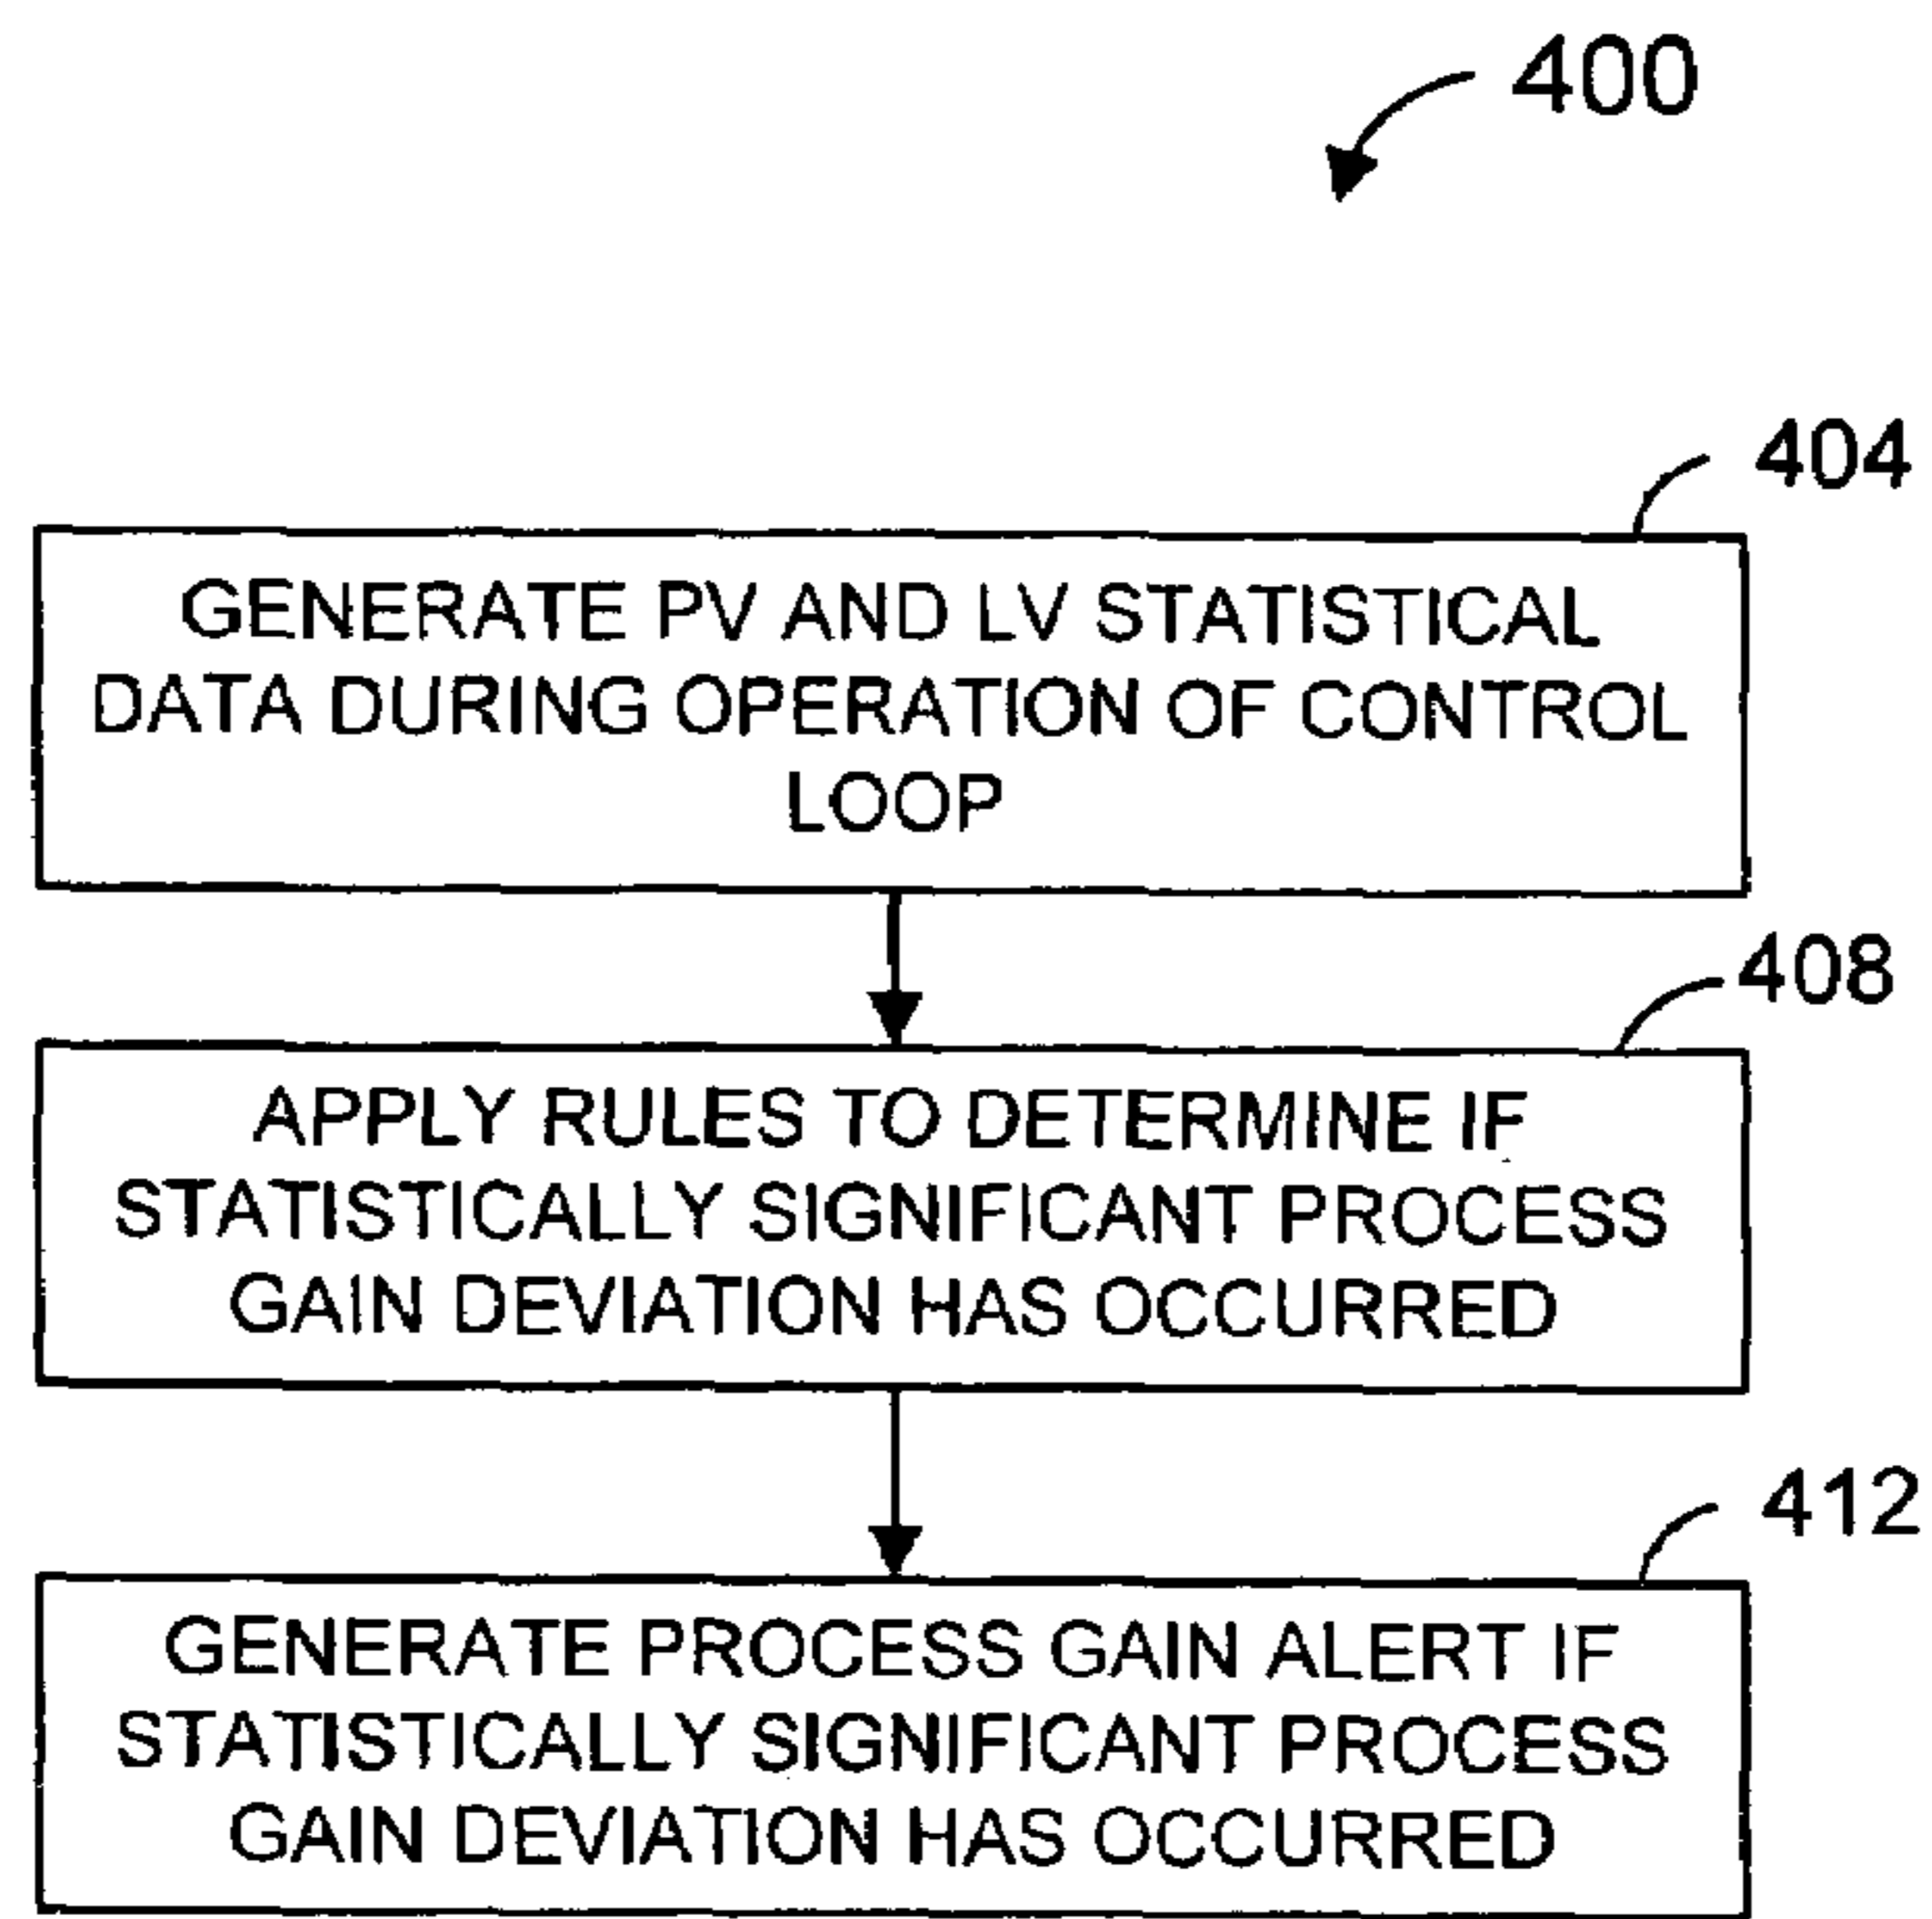 400
404
GENERATE PV AND LV STATISTICAL
DATA DURING OPERATION OF CONTROL
LOOP
408
APPLY RULES TO DETERMINE IF
STATISTICALLY SIGNIFICANT PROCESS
GAIN DEVIATION HAS OCCURRED
412
GENERATE PROCESS GAIN ALERT IF
STATISTICALLY SIGNIFICANT PROCESS
GAIN DEVIATION HAS OCCURRED